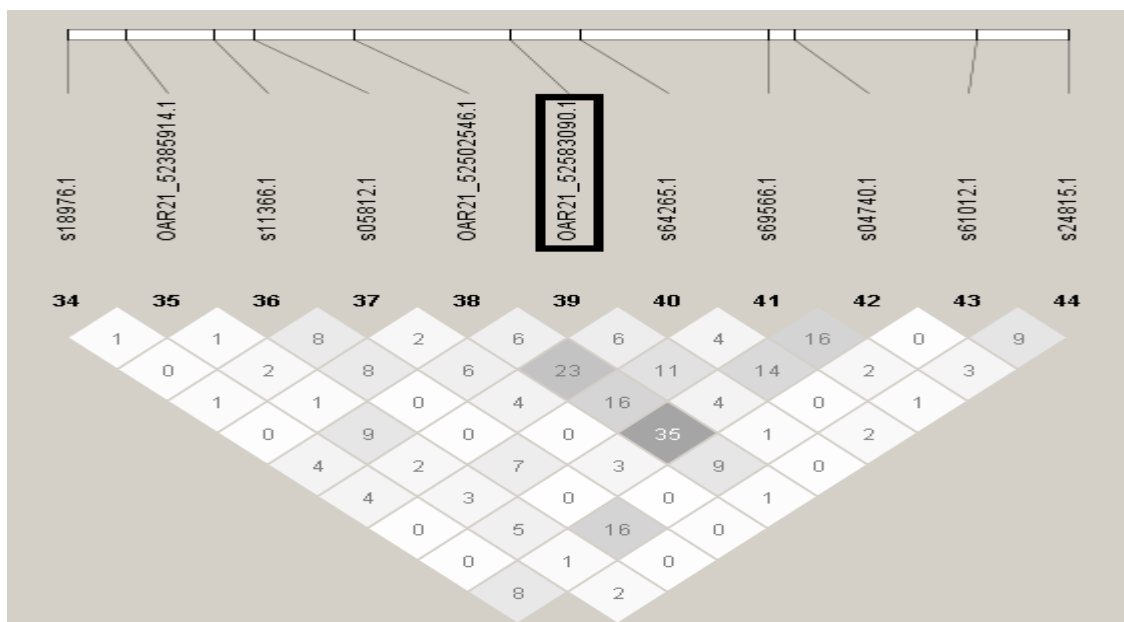 s18976.1 OAR21_52385914.1 s11366.1 s05812.1 OAR21_52502546.1 OAR21_52583090.1 s64265.1 s69566.1 s04740.1 s61012.1 s24815.1
34 35 36 37 38 39 40 41 42 43 44
1 1 8 2 6 6 4 16 0 9
0 2 8 6 23 11 14 2 3
1 1 0 4 16 4 0 1
0 9 0 0 35 1 2
4 2 7 3 9 0
4 3 0 0 1
0 5 16 0
0 1 0
8 2